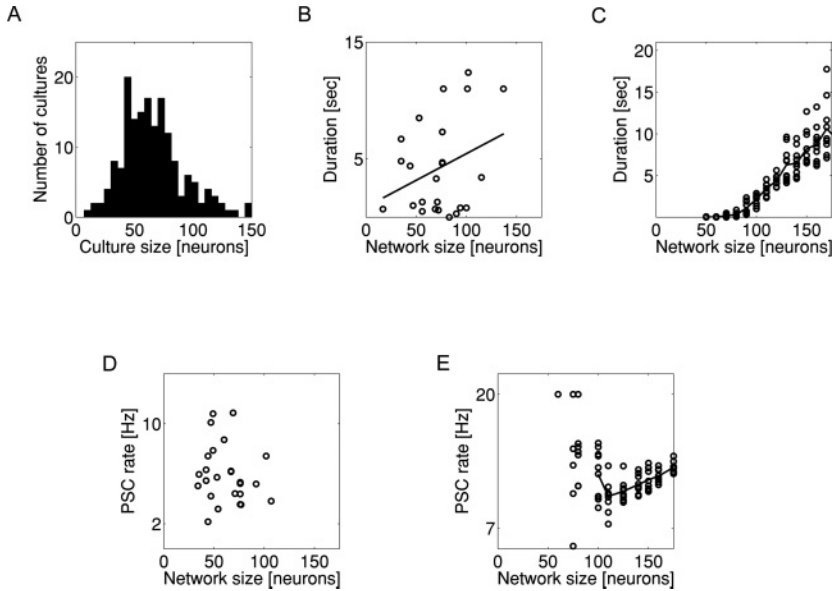 A
B
C
20
10
0
Number of cultures
50
100
150
Culture size [neurons]
15
5
0
Duration [sec]
0
50
100
150
Network size [neurons]
20
15
10
5
Duration [sec]
0
50
100
150
Network size [neurons]
D
E
10
2
PSC rate [Hz]
0
50
100
150
Network size [neurons]
20
7
PSC rate [Hz]
0
50
100
150
Network size [neurons]